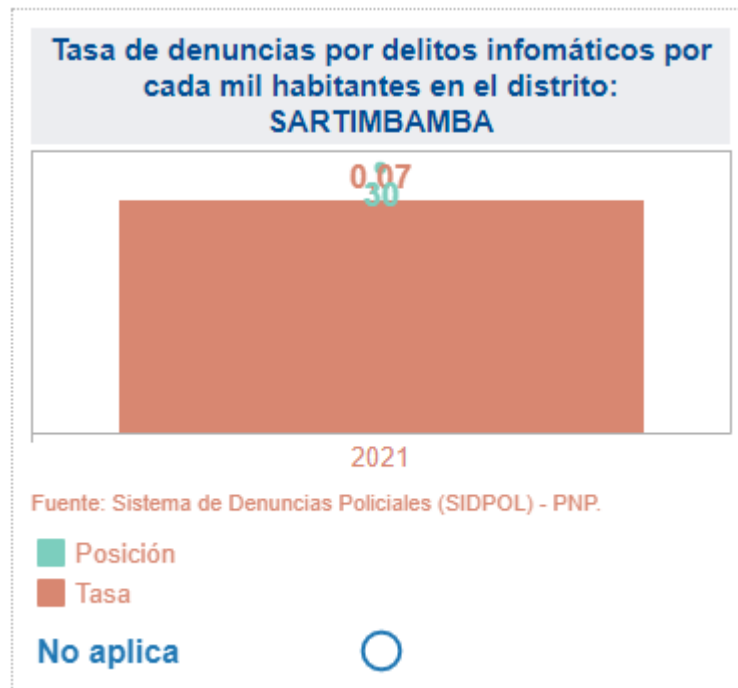 Tasa de denuncias por delitos infomáticos por
cada mil habitantes en el distrito:
SARTIMBAMBA
0,07
30
2021
Fuente: Sistema de Denuncias Policiales (SIDPOL) - PNP.
Posición
Tasa
No aplica